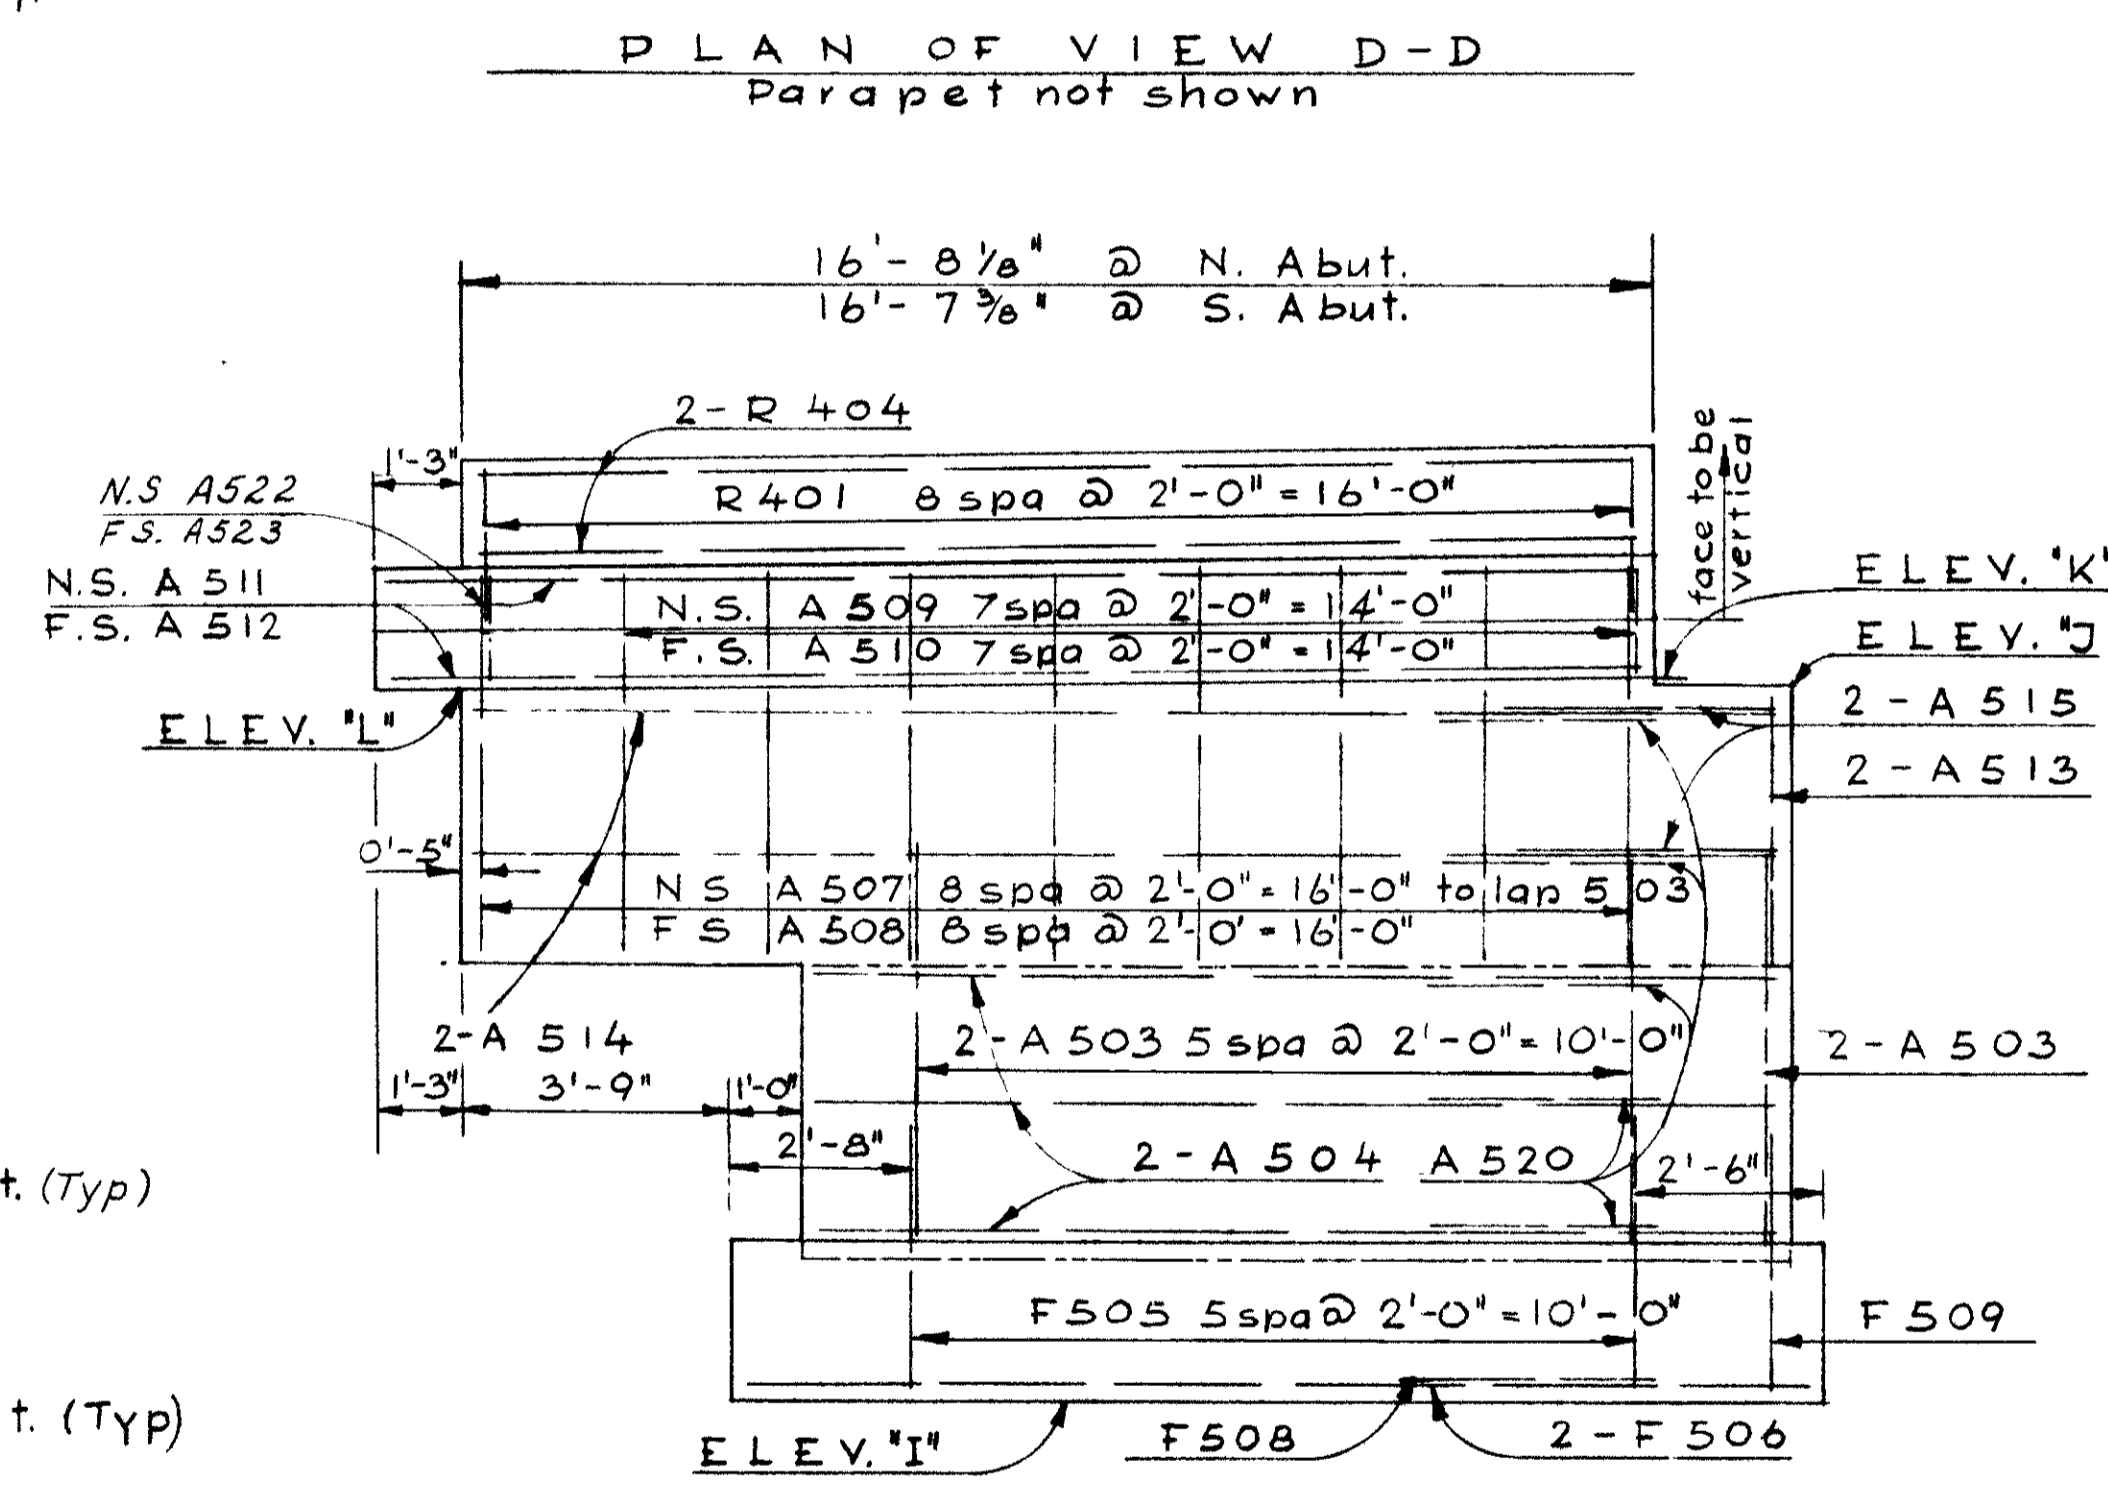 PLAN OF VIEW D-D
Parapet not shown
16'-8 1/8" @ N. Abut.
16'-7 3/8" @ S. Abut.
2-R 404
1'-3"
face to be
vertical
N.S A522
FS. A523
R401 8 spa @ 2'-0" = 16'-0"
N.S. A 511
F.S. A 512
N.S. A 509 7 spa @ 2'-0" = 14'-0"
F.S. A 510 7 spa @ 2'-0" = 14'-0"
ELEV. "K"
ELEV. "J
ELEV. "L"
2-A 515
2-A 513
0'-5"
N S A 507 8 spa @ 2'-0" = 16'-0" to lap 503
F S A 508 8 spa @ 2'-0' = 16'-0"
2-A 514
2-A 503 5 spa @ 2'-0" = 10'-0"
2-A 503
1'-3"
3'-9"
1'-0"
2'-8"
2-A 504
A 520
2'-6"
t. (Typ)
F505 5 spa @ 2'-0" = 10'-0"
F 509
t. (Typ)
ELEV. "I"
F508
2-F 506